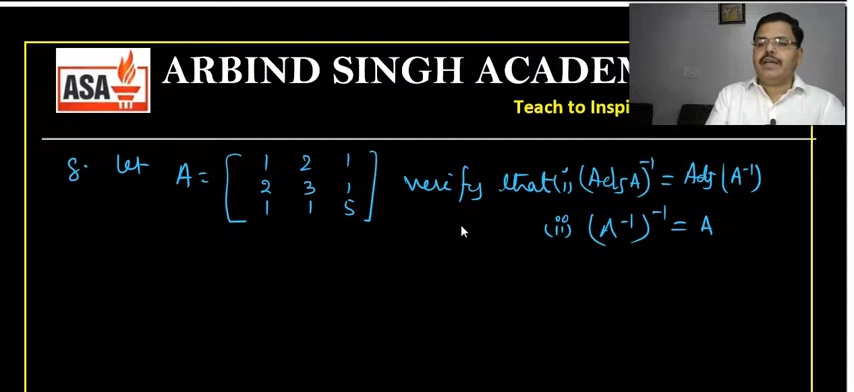 ASA ARBIND SINGH ACADEM
Teach to Inspi
8. Let A = [ 1 2 1 verify that (i) (Adj A)⁻¹ = Adj (A⁻¹)
2 3 1
1 1 5 ]
(ii) (A⁻¹)⁻¹ = A